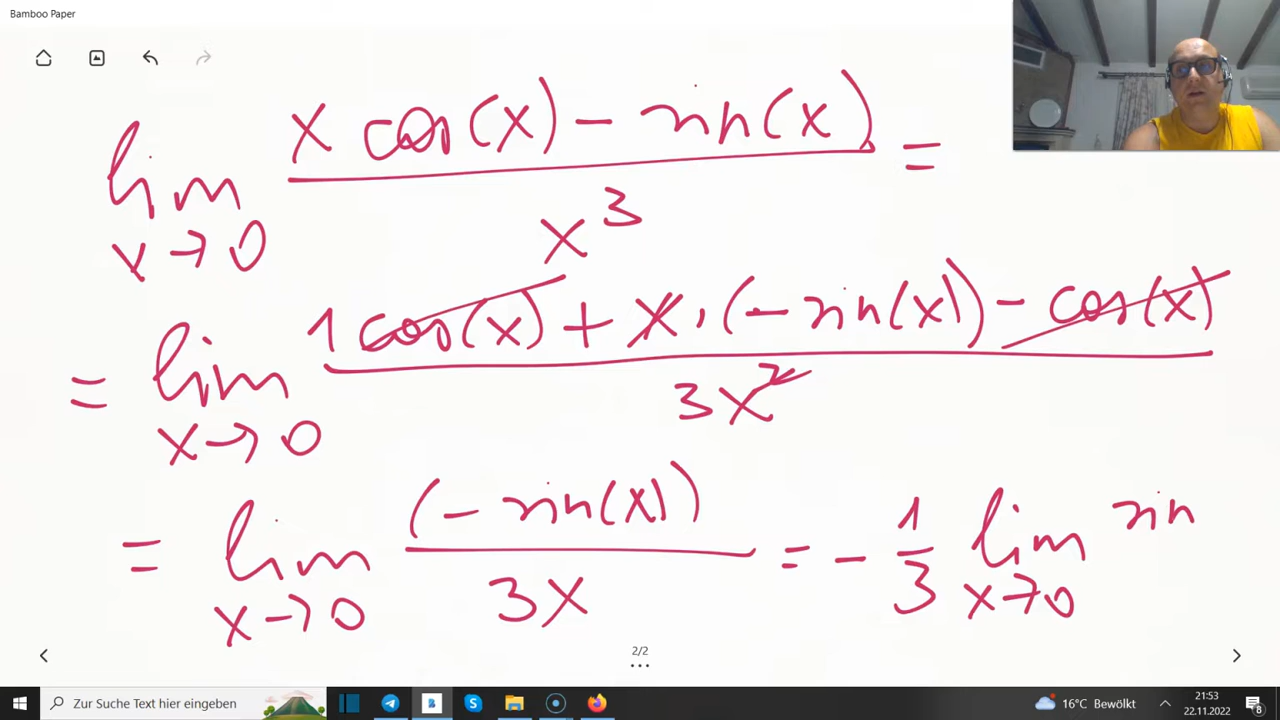 Bamboo Paper
lim x→0 (x cos(x) − sin(x)) / x³ =
= lim x→0 (1 cos(x) + x · (−sin(x)) − cos(x)) / 3x²
= lim x→0 (−sin(x)) / 3x = − 1/3 lim x→0 sin
2/2
Zur Suche Text hier eingeben
16°C Bewölkt
21:53
22.11.2022
8